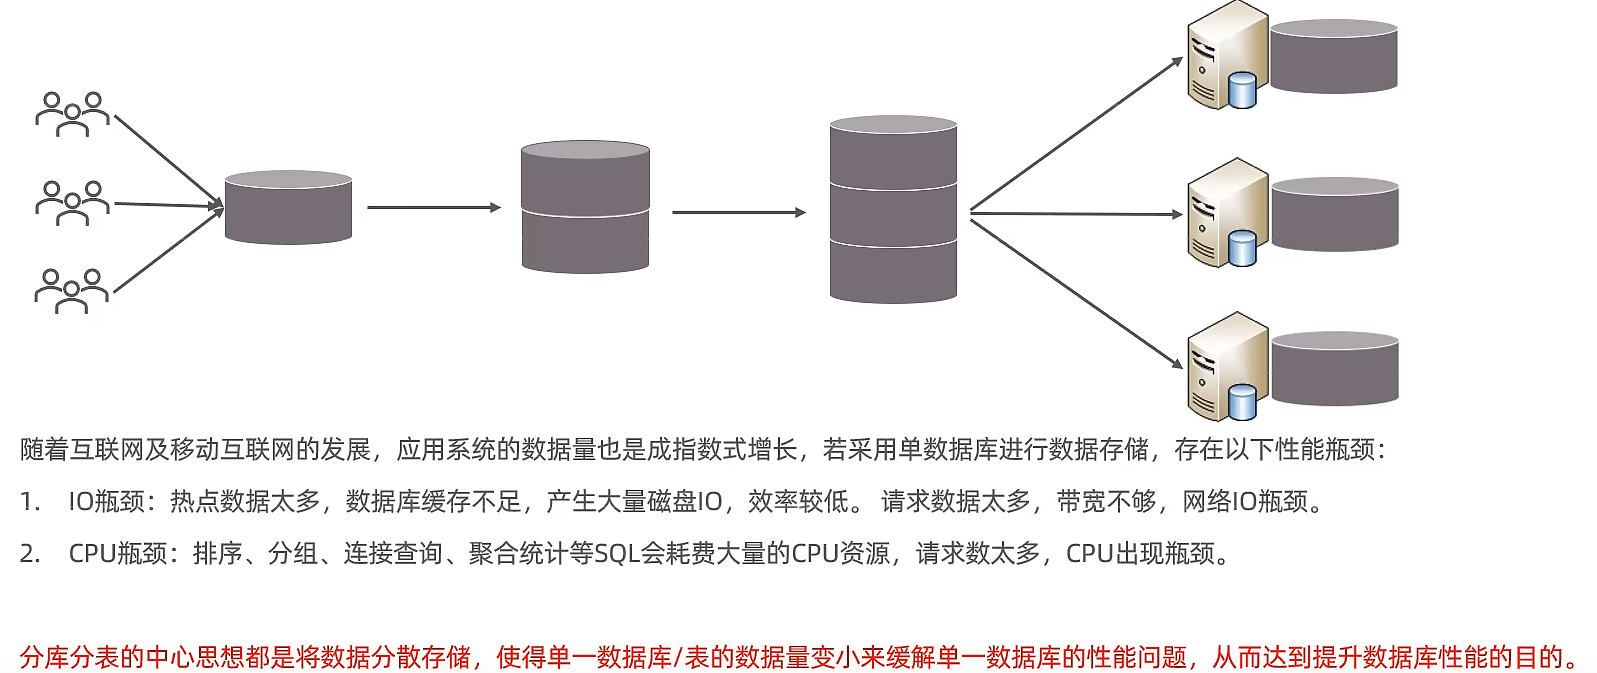 随着互联网及移动互联网的发展，应用系统的数据量也是成指数式增长，若采用单数据库进行数据存储，存在以下性能瓶颈：
1. IO瓶颈：热点数据太多，数据库缓存不足，产生大量磁盘IO，效率较低。 请求数据太多，带宽不够，网络IO瓶颈。
2. CPU瓶颈：排序、分组、连接查询、聚合统计等SQL会耗费大量的CPU资源，请求数太多，CPU出现瓶颈。
分库分表的中心思想都是将数据分散存储，使得单一数据库/表的数据量变小来缓解单一数据库的性能问题，从而达到提升数据库性能的目的。